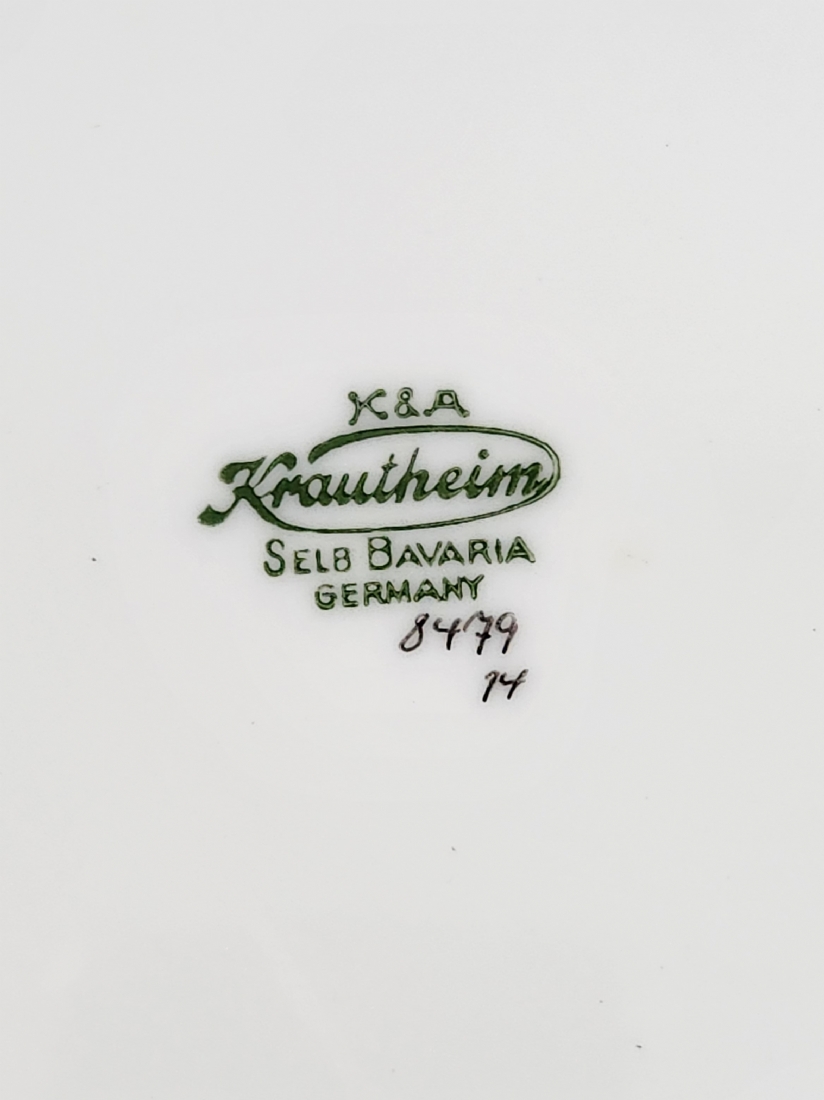 K&A
Krautheim
SELB BAVARIA
GERMANY
8479
14